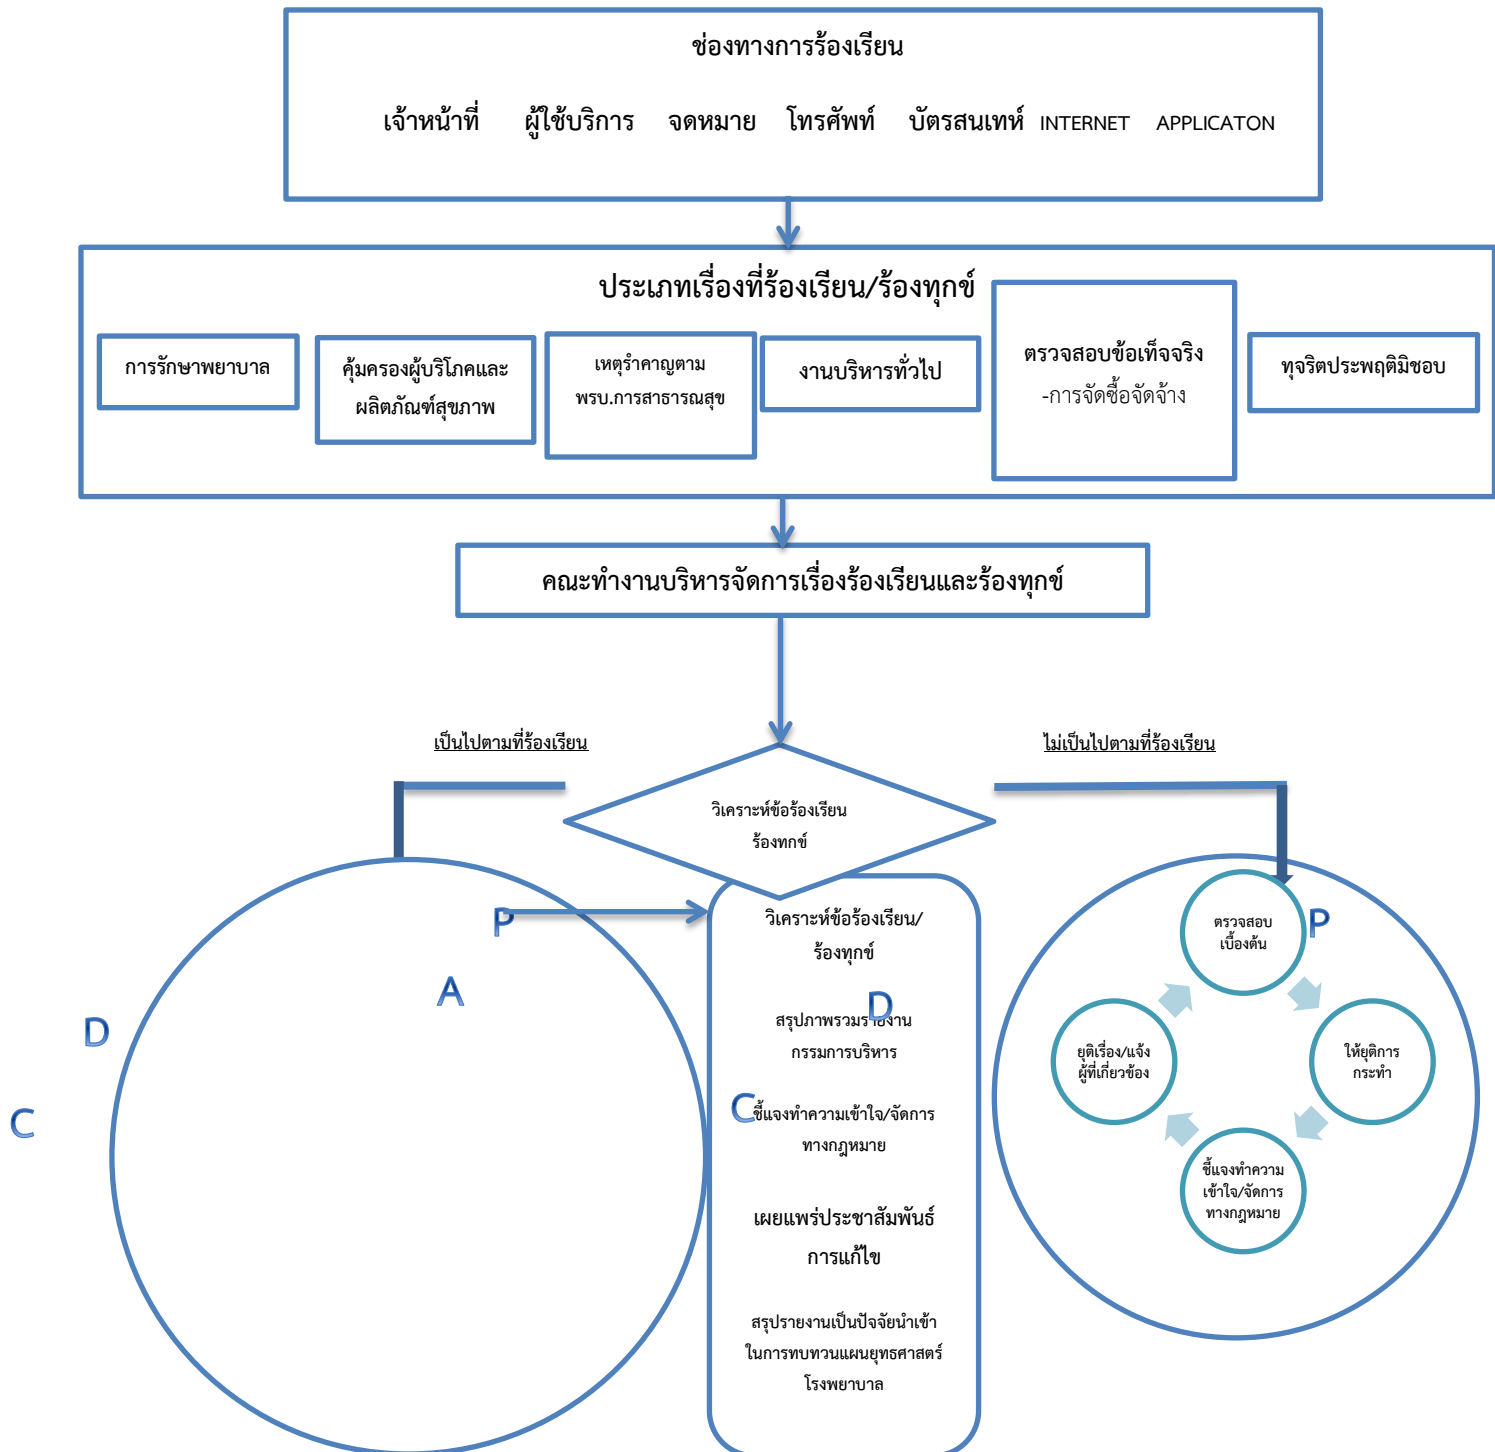 ช่องทางการร้องเรียน
เจ้าหน้าที่ ผู้ใช้บริการ จดหมาย โทรศัพท์ บัตรสนเทห์ INTERNET APPLICATON
ประเภทเรื่องที่ร้องเรียน/ร้องทุกข์
การรักษาพยาบาล
คุ้มครองผู้บริโภคและ
ผลิตภัณฑ์สุขภาพ
เหตุรำคาญตาม
พรบ.การสาธารณสุข
งานบริหารทั่วไป
ตรวจสอบข้อเท็จจริง
-การจัดซื้อจัดจ้าง
ทุจริตประพฤติมิชอบ
คณะทำงานบริหารจัดการเรื่องร้องเรียนและร้องทุกข์
เป็นไปตามที่ร้องเรียน
ไม่เป็นไปตามที่ร้องเรียน
วิเคราะห์ข้อร้องเรียน
ร้องทกข์
P
A
D
C
วิเคราะห์ข้อร้องเรียน/
ร้องทุกข์
D
สรุปภาพรวมรายงาน
กรรมการบริหาร
C
ชี้แจงทำความเข้าใจ/จัดการ
ทางกฎหมาย
เผยแพร่ประชาสัมพันธ์
การแก้ไข
สรุปรายงานเป็นปัจจัยนำเข้า
ในการทบทวนแผนยุทธศาสตร์
โรงพยาบาล
ตรวจสอบ
เบื้องต้น
P
ยุติเรื่อง/แจ้ง
ผู้ที่เกี่ยวข้อง
ให้ยุติการ
กระทำ
ชี้แจงทำความ
เข้าใจ/จัดการ
ทางกฎหมาย